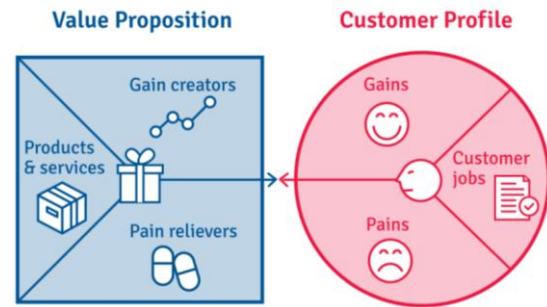 Value Proposition
Customer Profile
Gain creators
Products
& services
Pain relievers
Gains
Customer
jobs
Pains